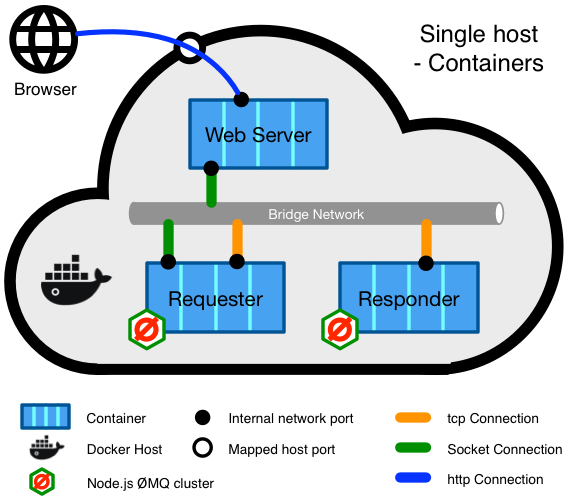 Single host
- Containers
Browser
Web Server
Bridge Network
Requester
Responder
Container
Internal network port
tcp Connection
Docker Host
Mapped host port
Socket Connection
Node.js ØMQ cluster
http Connection